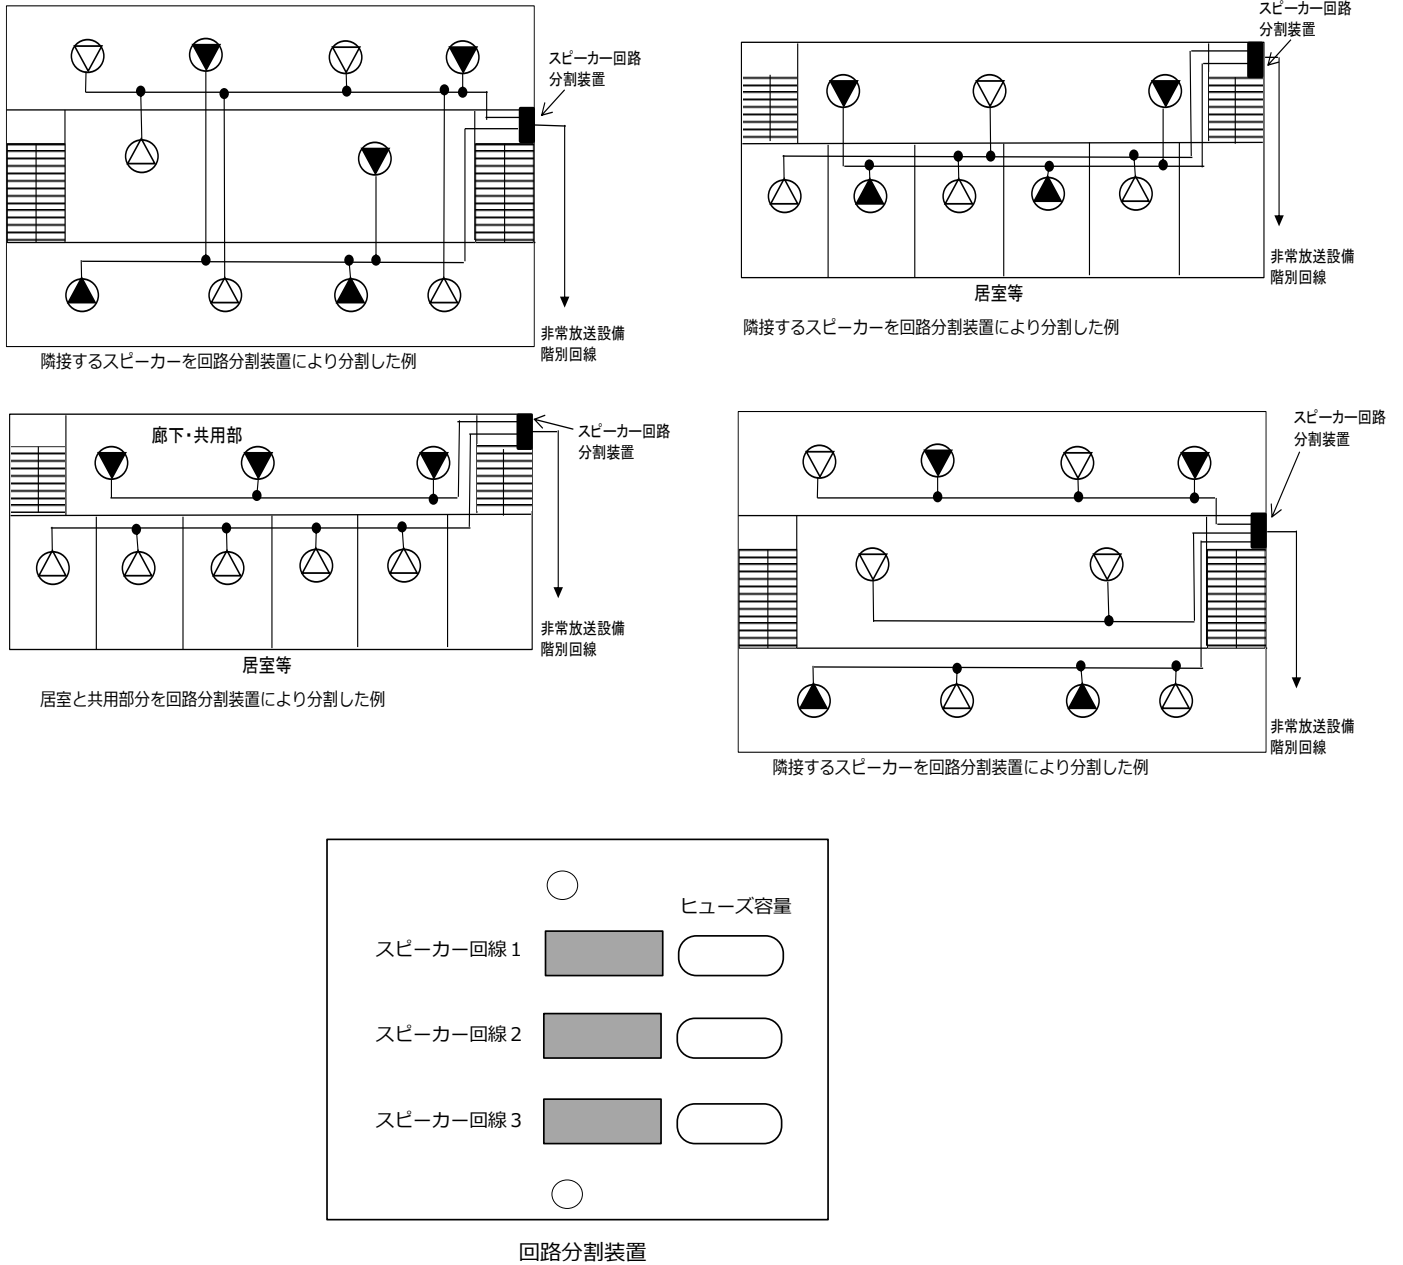 スピーカー回路
分割装置
非常放送設備
階別回線
隣接するスピーカーを回路分割装置により分割した例
スピーカー回路
分割装置
非常放送設備
階別回線
居室等
隣接するスピーカーを回路分割装置により分割した例
廊下・共用部
スピーカー回路
分割装置
非常放送設備
階別回線
居室等
居室と共用部分を回路分割装置により分割した例
スピーカー回路
分割装置
非常放送設備
階別回線
隣接するスピーカーを回路分割装置により分割した例
ヒューズ容量
スピーカー回線1
スピーカー回線2
スピーカー回線3
回路分割装置